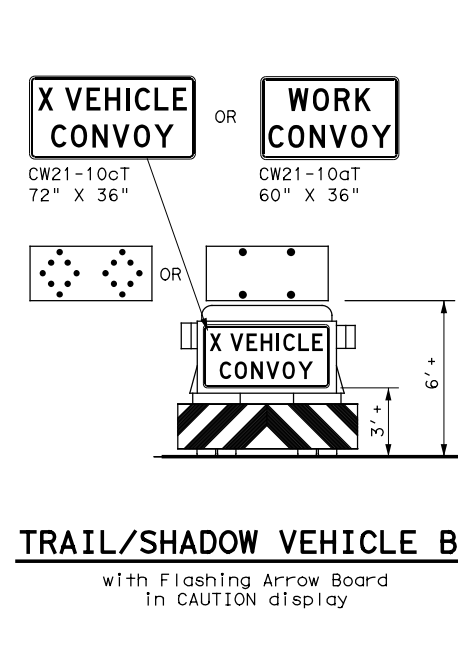 X VEHICLE
CONVOY
OR
WORK
CONVOY
CW21-10cT
72" X 36"
CW21-10aT
60" X 36"
OR
X VEHICLE
CONVOY
6'+
3'+
TRAIL/SHADOW VEHICLE B
with Flashing Arrow Board
in CAUTION display